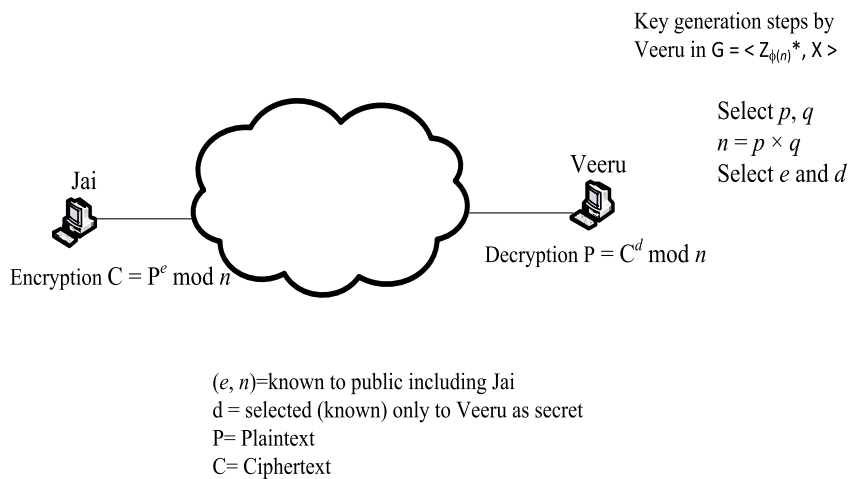 Key generation steps by
Veeru in G = < Zϕ(n)*, X >
Select p, q
n = p × q
Select e and d
Jai
Veeru
Encryption C = Pᵉ mod n
Decryption P = Cᵈ mod n
(e, n)=known to public including Jai
d = selected (known) only to Veeru as secret
P= Plaintext
C= Ciphertext